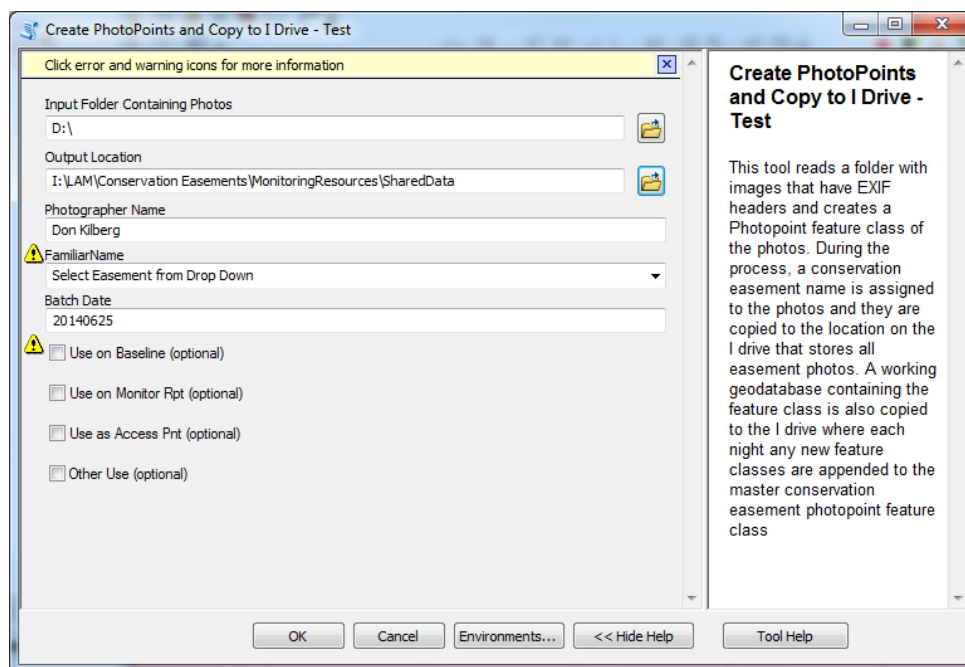 Create PhotoPoints and Copy to I Drive - Test
Click error and warning icons for more information
Input Folder Containing Photos
D:\
Output Location
I:\LAM\Conservation Easements\MonitoringResources\SharedData
Photographer Name
Don Kilberg
FamiliarName
Select Easement from Drop Down
Batch Date
20140625
Use on Baseline (optional)
Use on Monitor Rpt (optional)
Use as Access Pnt (optional)
Other Use (optional)
Create PhotoPoints
and Copy to I Drive -
Test
This tool reads a folder with
images that have EXIF
headers and creates a
Photopoint feature class of
the photos. During the
process, a conservation
easement name is assigned
to the photos and they are
copied to the location on the
I drive that stores all
easement photos. A working
geodatabase containing the
feature class is also copied
to the I drive where each
night any new feature
classes are appended to the
master conservation
easement photopoint feature
class
OK
Cancel
Environments...
<< Hide Help
Tool Help